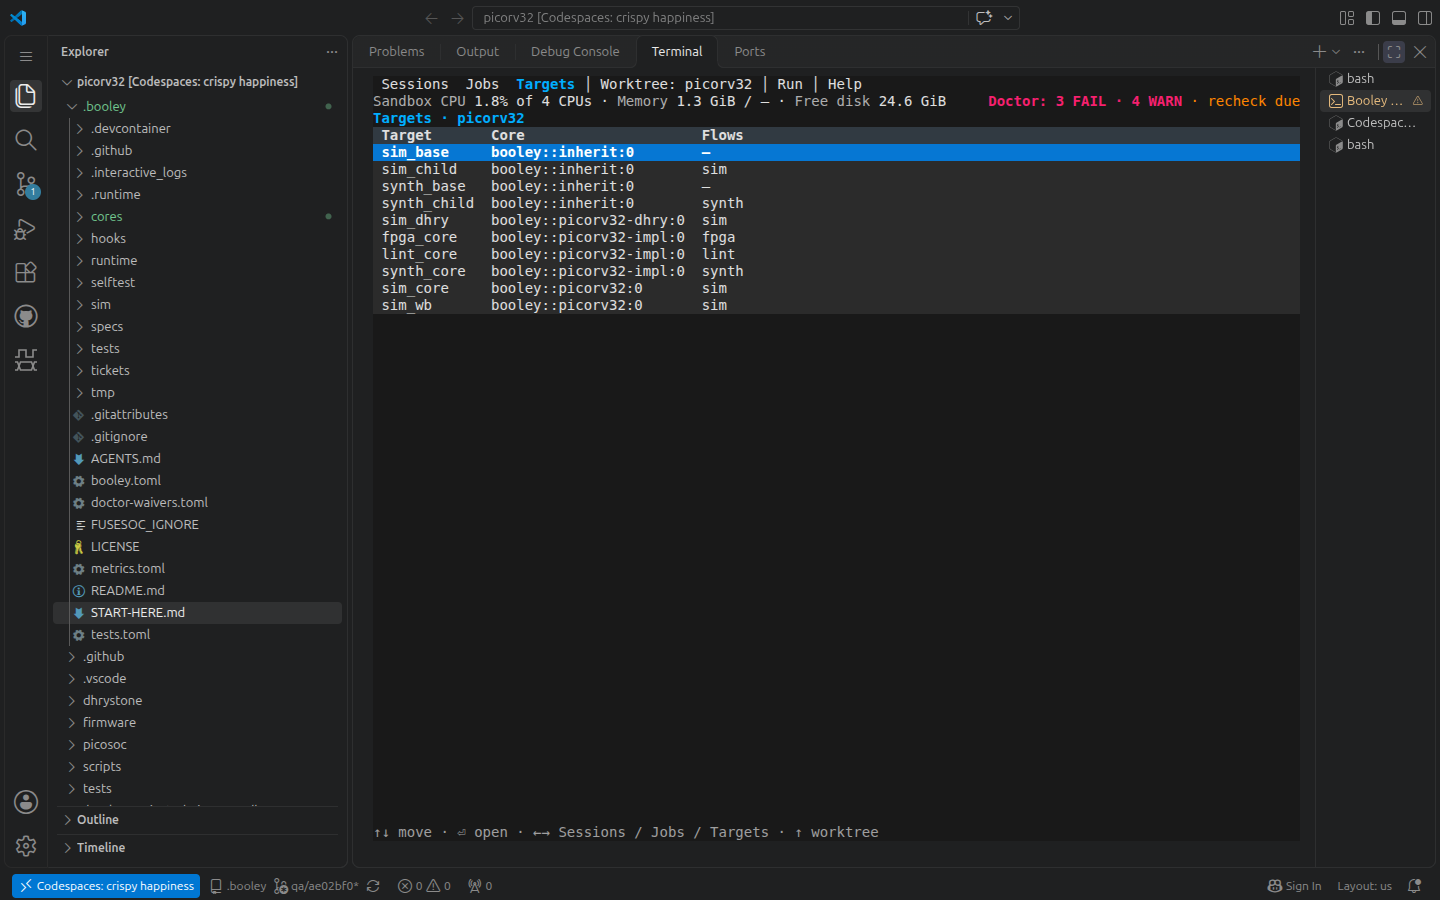 picorv32 [Codespaces: crispy happiness]
Explorer
picorv32 [Codespaces: crispy happiness]
.booley
.devcontainer
.github
.interactive_logs
.runtime
cores
hooks
runtime
selftest
sim
specs
tests
tickets
tmp
.gitattributes
.gitignore
AGENTS.md
booley.toml
doctor-waivers.toml
FUSESOC_IGNORE
LICENSE
metrics.toml
README.md
START-HERE.md
tests.toml
.github
.vscode
dhrystone
firmware
picosoc
scripts
tests
Outline
Timeline
1
Problems Output Debug Console Terminal Ports
Sessions Jobs Targets | Worktree: picorv32 | Run | Help
Sandbox CPU 1.8% of 4 CPUs · Memory 1.3 GiB / — · Free disk 24.6 GiB Doctor: 3 FAIL · 4 WARN · recheck due
Targets · picorv32
Target Core Flows
sim_base booley::inherit:0 —
sim_child booley::inherit:0 sim
synth_base booley::inherit:0 —
synth_child booley::inherit:0 synth
sim_dhry booley::picorv32-dhry:0 sim
fpga_core booley::picorv32-impl:0 fpga
lint_core booley::picorv32-impl:0 lint
synth_core booley::picorv32-impl:0 synth
sim_core booley::picorv32:0 sim
sim_wb booley::picorv32:0 sim
↑↓ move · ⏎ open · ←→ Sessions / Jobs / Targets · ↑ worktree
bash
Booley ...
Codespac...
bash
Codespaces: crispy happiness .booley qa/ae02bf0* 0 0 0 Sign In Layout: us